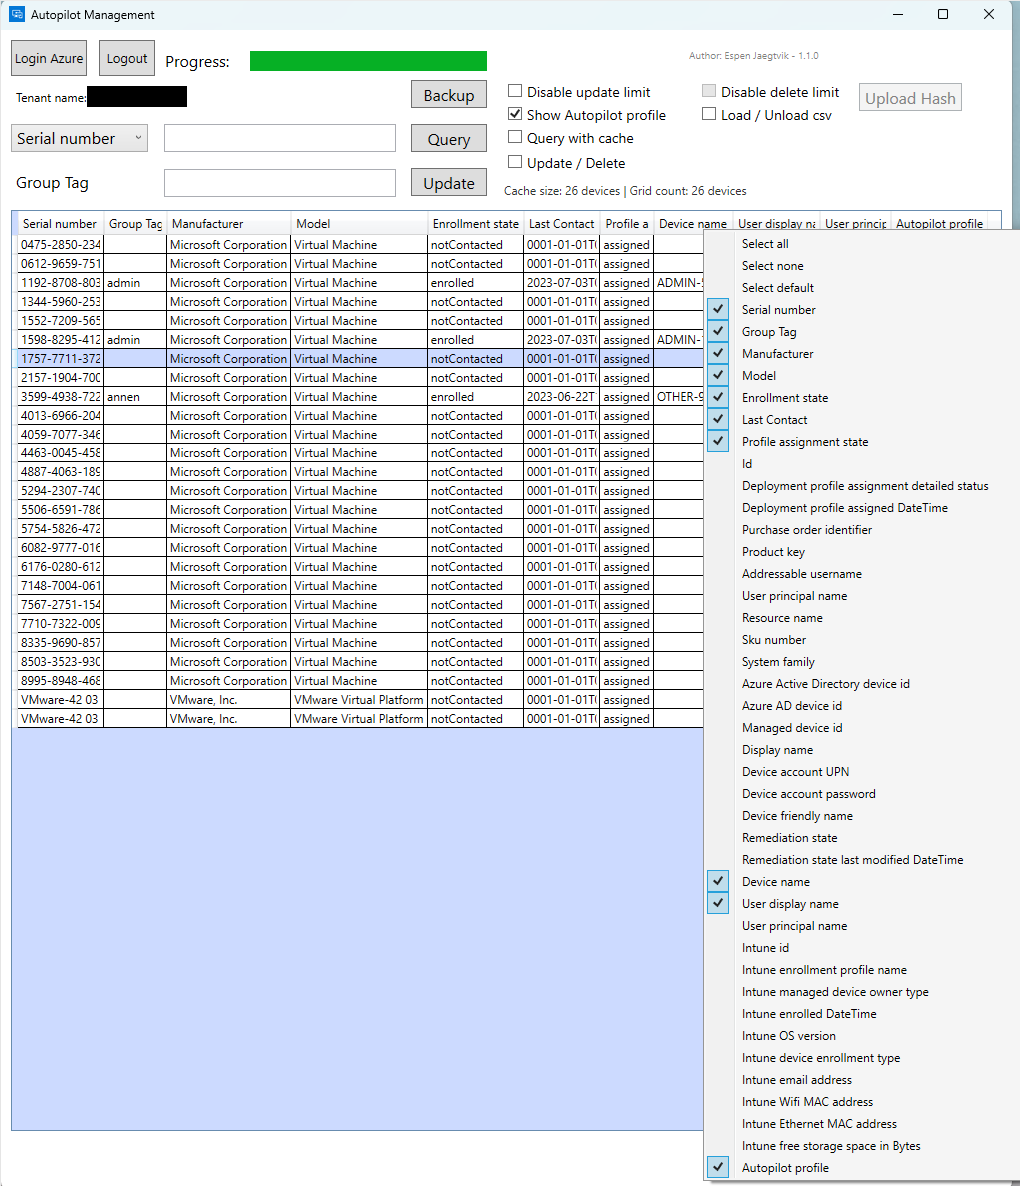 Autopilot Management
Login Azure
Logout
Progress:
Author: Espen Jaegtvik - 1.1.0
Tenant name:
Backup
Disable update limit
Disable delete limit
Upload Hash
Show Autopilot profile
Load / Unload csv
Serial number
Query
Query with cache
Update / Delete
Group Tag
Update
Cache size: 26 devices | Grid count: 26 devices
Serial number Group Tag Manufacturer Model Enrollment state Last Contact Profile a Device name User display na User princip Autopilot profile
0475-2850-234 Microsoft Corporation Virtual Machine notContacted 0001-01-01T( assigned
0612-9659-751 Microsoft Corporation Virtual Machine notContacted 0001-01-01T( assigned
1192-8708-803 admin Microsoft Corporation Virtual Machine enrolled 2023-07-03T( assigned ADMIN-5
1344-5960-253 Microsoft Corporation Virtual Machine notContacted 0001-01-01T( assigned
1552-7209-565 Microsoft Corporation Virtual Machine notContacted 0001-01-01T( assigned
1598-8295-412 admin Microsoft Corporation Virtual Machine enrolled 2023-07-03T( assigned ADMIN-
1757-7711-372 Microsoft Corporation Virtual Machine notContacted 0001-01-01T( assigned
2157-1904-700 Microsoft Corporation Virtual Machine notContacted 0001-01-01T( assigned
3599-4938-722 annen Microsoft Corporation Virtual Machine enrolled 2023-06-22T assigned OTHER-9
4013-6966-204 Microsoft Corporation Virtual Machine notContacted 0001-01-01T( assigned
4059-7077-346 Microsoft Corporation Virtual Machine notContacted 0001-01-01T( assigned
4463-0045-458 Microsoft Corporation Virtual Machine notContacted 0001-01-01T( assigned
4887-4063-189 Microsoft Corporation Virtual Machine notContacted 0001-01-01T( assigned
5294-2307-740 Microsoft Corporation Virtual Machine notContacted 0001-01-01T( assigned
5506-6591-786 Microsoft Corporation Virtual Machine notContacted 0001-01-01T( assigned
5754-5826-472 Microsoft Corporation Virtual Machine notContacted 0001-01-01T( assigned
6082-9777-016 Microsoft Corporation Virtual Machine notContacted 0001-01-01T( assigned
6176-0280-612 Microsoft Corporation Virtual Machine notContacted 0001-01-01T( assigned
7148-7004-061 Microsoft Corporation Virtual Machine notContacted 0001-01-01T( assigned
7567-2751-154 Microsoft Corporation Virtual Machine notContacted 0001-01-01T( assigned
7710-7322-009 Microsoft Corporation Virtual Machine notContacted 0001-01-01T( assigned
8335-9690-857 Microsoft Corporation Virtual Machine notContacted 0001-01-01T( assigned
8503-3523-930 Microsoft Corporation Virtual Machine notContacted 0001-01-01T( assigned
8995-8948-468 Microsoft Corporation Virtual Machine notContacted 0001-01-01T( assigned
VMware-42 03 VMware, Inc. VMware Virtual Platform notContacted 0001-01-01T( assigned
VMware-42 03 VMware, Inc. VMware Virtual Platform notContacted 0001-01-01T( assigned
Select all
Select none
Select default
Serial number
Group Tag
Manufacturer
Model
Enrollment state
Last Contact
Profile assignment state
Id
Deployment profile assignment detailed status
Deployment profile assigned DateTime
Purchase order identifier
Product key
Addressable username
User principal name
Resource name
Sku number
System family
Azure Active Directory device id
Azure AD device id
Managed device id
Display name
Device account UPN
Device account password
Device friendly name
Remediation state
Remediation state last modified DateTime
Device name
User display name
User principal name
Intune id
Intune enrollment profile name
Intune managed device owner type
Intune enrolled DateTime
Intune OS version
Intune device enrollment type
Intune email address
Intune Wifi MAC address
Intune Ethernet MAC address
Intune free storage space in Bytes
Autopilot profile